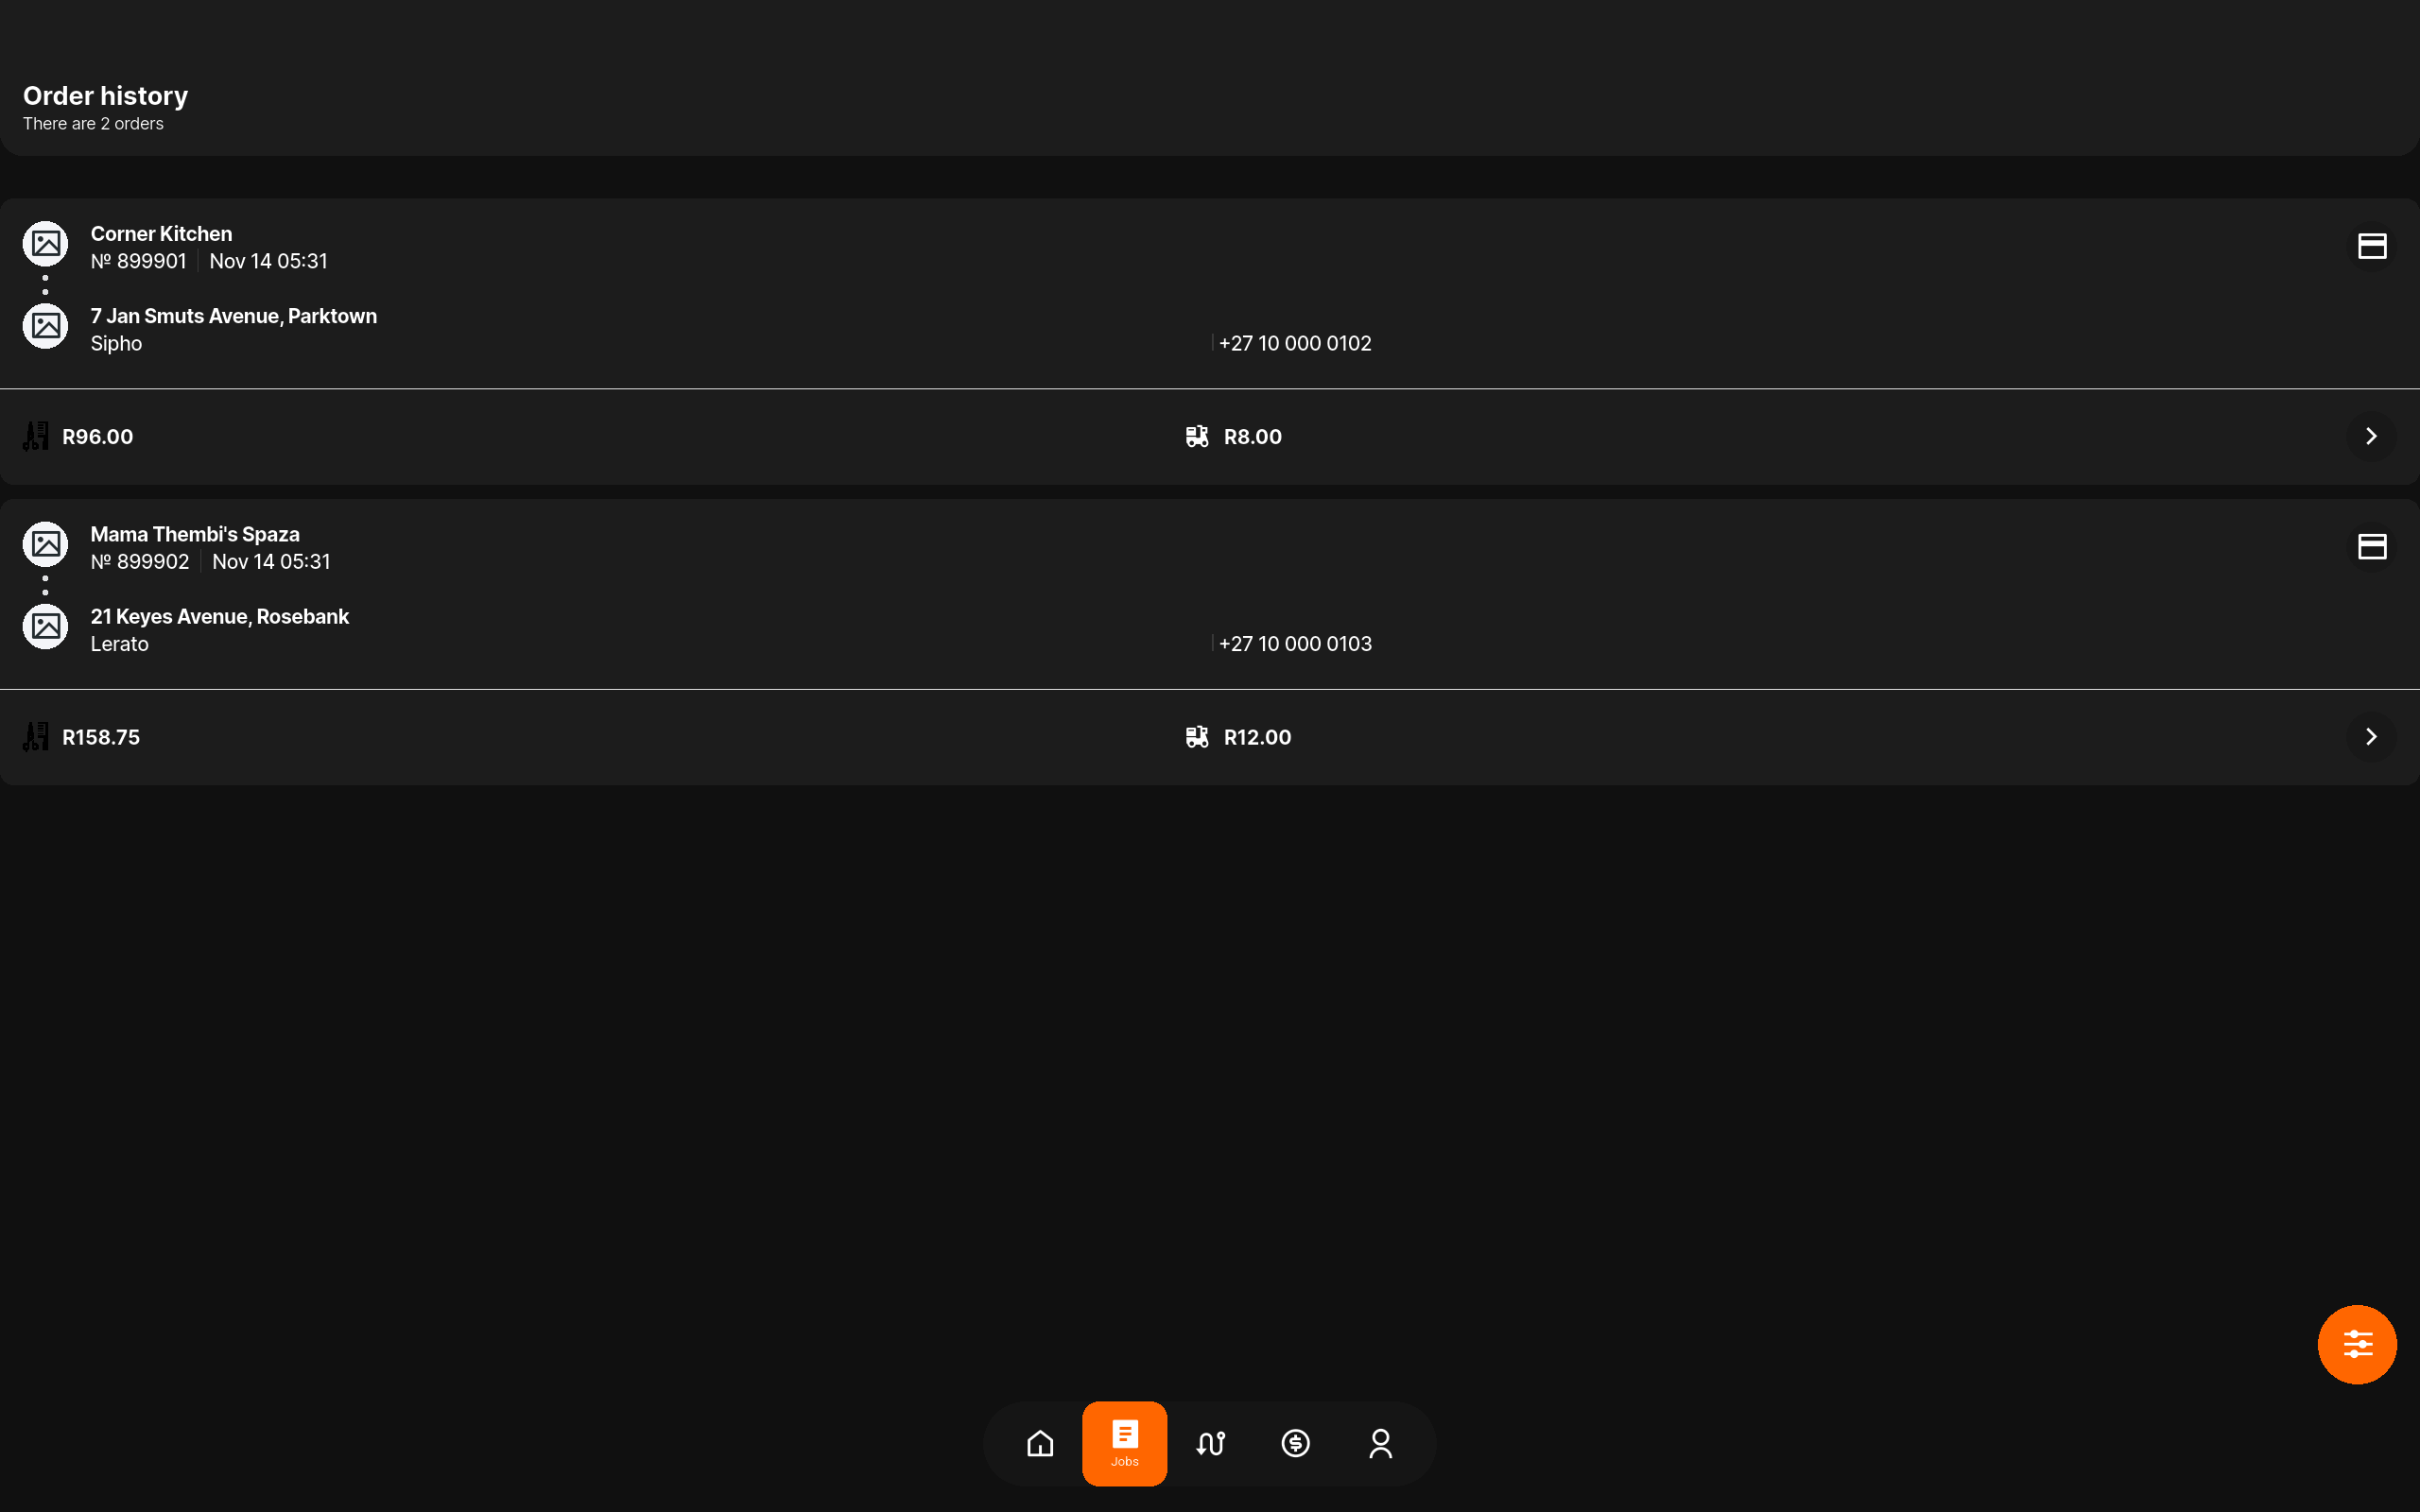 Order history
There are 2 orders
Corner Kitchen
№ 899901 Nov 14 05:31
7 Jan Smuts Avenue, Parktown
Sipho +27 10 000 0102
R96.00 R8.00
Mama Thembi's Spaza
№ 899902 Nov 14 05:31
21 Keyes Avenue, Rosebank
Lerato +27 10 000 0103
R158.75 R12.00
Jobs